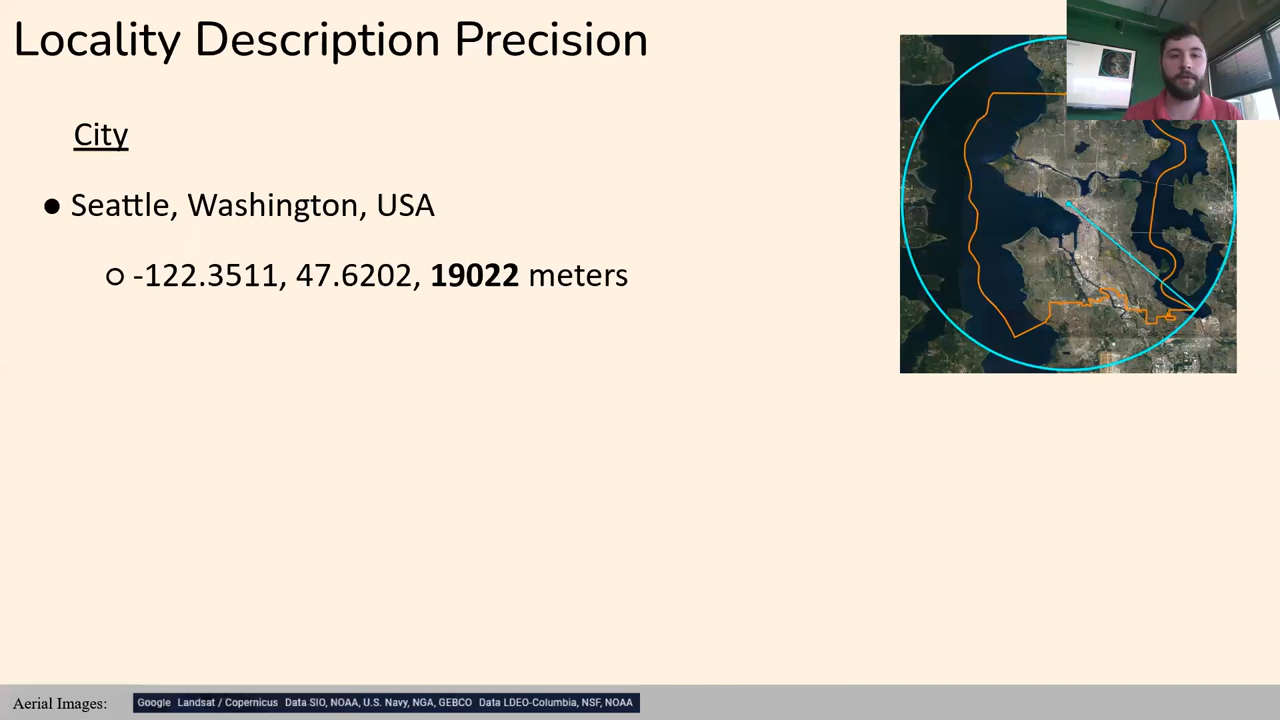 Locality Description Precision
City
● Seattle, Washington, USA
○ -122.3511, 47.6202, 19022 meters
Aerial Images: Google Landsat / Copernicus Data SIO, NOAA, U.S. Navy, NGA, GEBCO Data LDEO-Columbia, NSF, NOAA